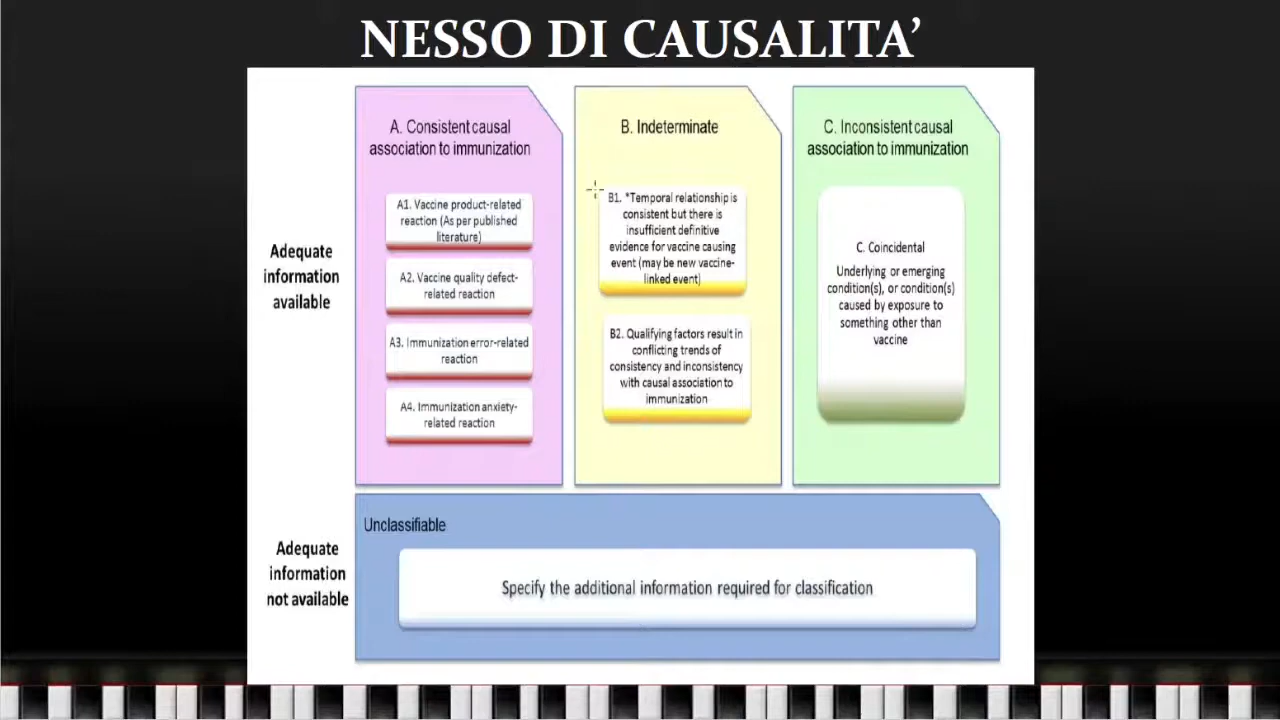 NESSO DI CAUSALITA’
A. Consistent causal
association to immunization
A1. Vaccine product-related
reaction (As per published
literature)
A2. Vaccine quality defect-
related reaction
A3. Immunization error-related
reaction
A4. Immunization anxiety-
related reaction
B. Indeterminate
B1. *Temporal relationship is
consistent but there is
insufficient definitive
evidence for vaccine causing
event (may be new vaccine-
linked event)
B2. Qualifying factors result in
conflicting trends of
consistency and inconsistency
with causal association to
immunization
C. Inconsistent causal
association to immunization
C. Coincidental
Underlying or emerging
condition(s), or condition(s)
caused by exposure to
something other than
vaccine
Adequate
information
available
Unclassifiable
Specify the additional information required for classification
Adequate
information
not available